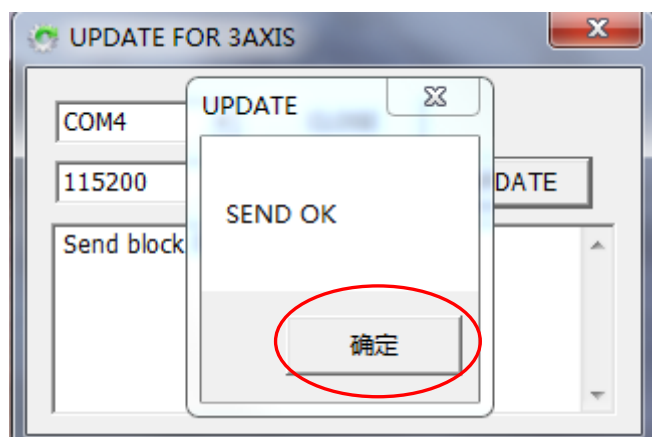 UPDATE FOR 3AXIS
UPDATE
COM4
115200
DATE
SEND OK
Send block
确定